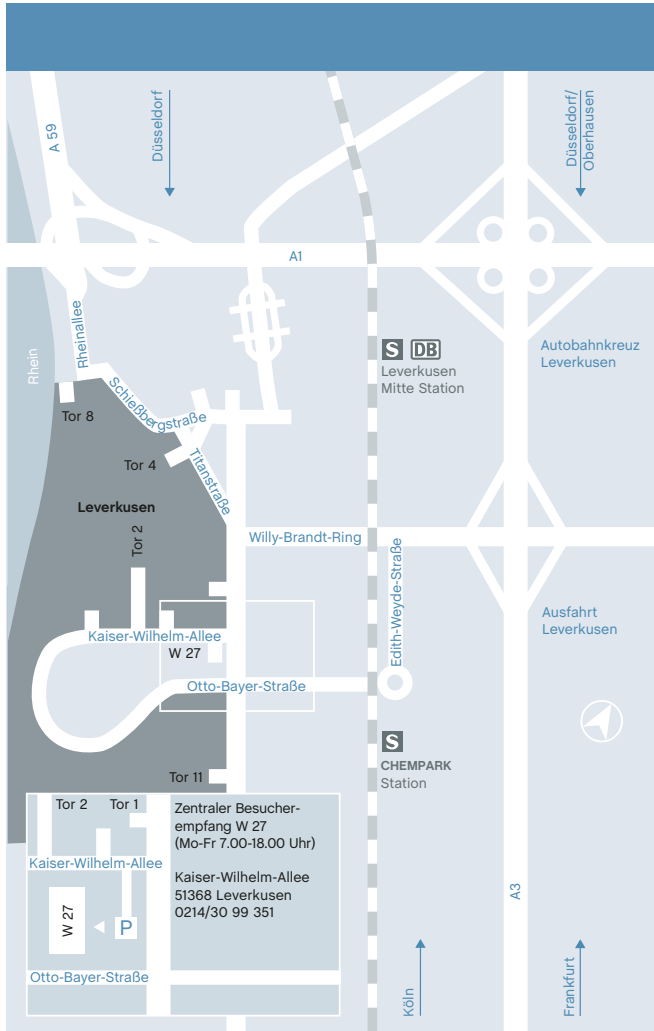 A 59
Düsseldorf
Düsseldorf/
Oberhausen
A1
Rheinallee
Rhein
S DB
Leverkusen
Mitte Station
Autobahnkreuz
Leverkusen
Schießbergstraße
Tor 8
Tor 4
Titanstraße
Leverkusen
Tor 2
Willy-Brandt-Ring
Edith-Weyde-Straße
Ausfahrt
Leverkusen
Kaiser-Wilhelm-Allee
W 27
Otto-Bayer-Straße
S
CHEMPARK
Station
Tor 11
Tor 2
Tor 1
Zentraler Besucher-
empfang W 27
(Mo-Fr 7.00-18.00 Uhr)
Kaiser-Wilhelm-Allee
51368 Leverkusen
0214/30 99 351
Kaiser-Wilhelm-Allee
W 27
P
Otto-Bayer-Straße
A3
Köln
Frankfurt